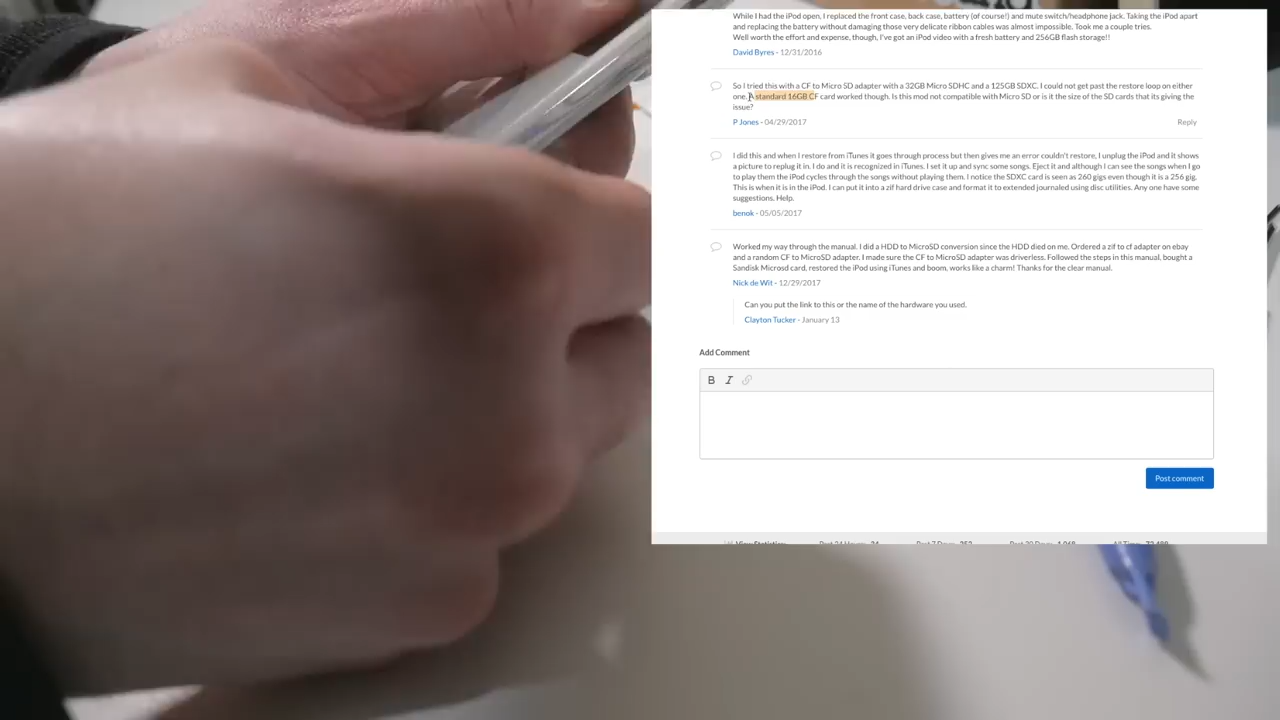 While I had the iPod open, I replaced the front case, back case, battery (of course!) and mute switch/headphone jack. Taking the iPod apart
and replacing the battery without damaging those very delicate ribbon cables was almost impossible. Took me a couple tries.
Well worth the effort and expense, though, I've got an iPod video with a fresh battery and 256GB flash storage!!
David Byres - 12/31/2016
So I tried this with a CF to Micro SD adapter with a 32GB Micro SDHC and a 125GB SDXC. I could not get past the restore loop on either
one. A standard 16GB CF card worked though. Is this mod not compatible with Micro SD or is it the size of the SD cards that its giving the
issue?
P Jones - 04/29/2017
Reply
I did this and when I restore from iTunes it goes through process but then gives me an error couldn't restore, I unplug the iPod and it shows
a picture to replug it in. I do and it is recognized in iTunes. I set it up and sync some songs. Eject it and although I can see the songs when I go
to play them the iPod cycles through the songs without playing them. I notice the SDXC card is seen as 260 gigs even though it is a 256 gig.
This is when it is in the iPod. I can put it into a zif hard drive case and format it to extended journaled using disc utilities. Any one have some
suggestions. Help.
benok - 05/05/2017
Worked my way through the manual. I did a HDD to MicroSD conversion since the HDD died on me. Ordered a zif to cf adapter on ebay
and a random CF to MicroSD adapter. I made sure the CF to MicroSD adapter was driverless. Followed the steps in this manual, bought a
Sandisk Microsd card, restored the iPod using iTunes and boom, works like a charm! Thanks for the clear manual.
Nick de Wit - 12/29/2017
Can you put the link to this or the name of the hardware you used.
Clayton Tucker - January 13
Add Comment
B I
Post comment
View Statistics: